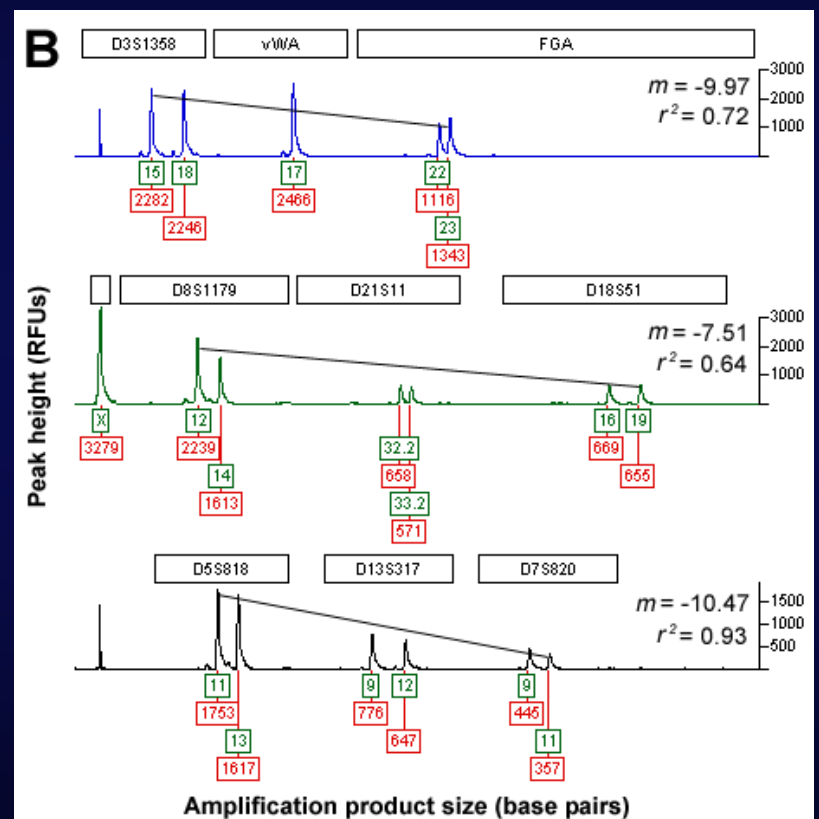 B
D3S1358 vWA FGA
m = -9.97
r² = 0.72
3000
2000
1000
15 18 17 22
2282 2466 1116
2246 23
1343
D8S1179 D21S11 D18S51
m = -7.51
r² = 0.64
3000
2000
1000
X 12 32.2 16 19
3279 2239 658 669
14 655
1613 33.2
571
D5S818 D13S317 D7S820
m = -10.47
r² = 0.93
1500
1000
500
11 9 12 9
1753 776 445
13 647 11
1617 357
Peak height (RFUs)
Amplification product size (base pairs)